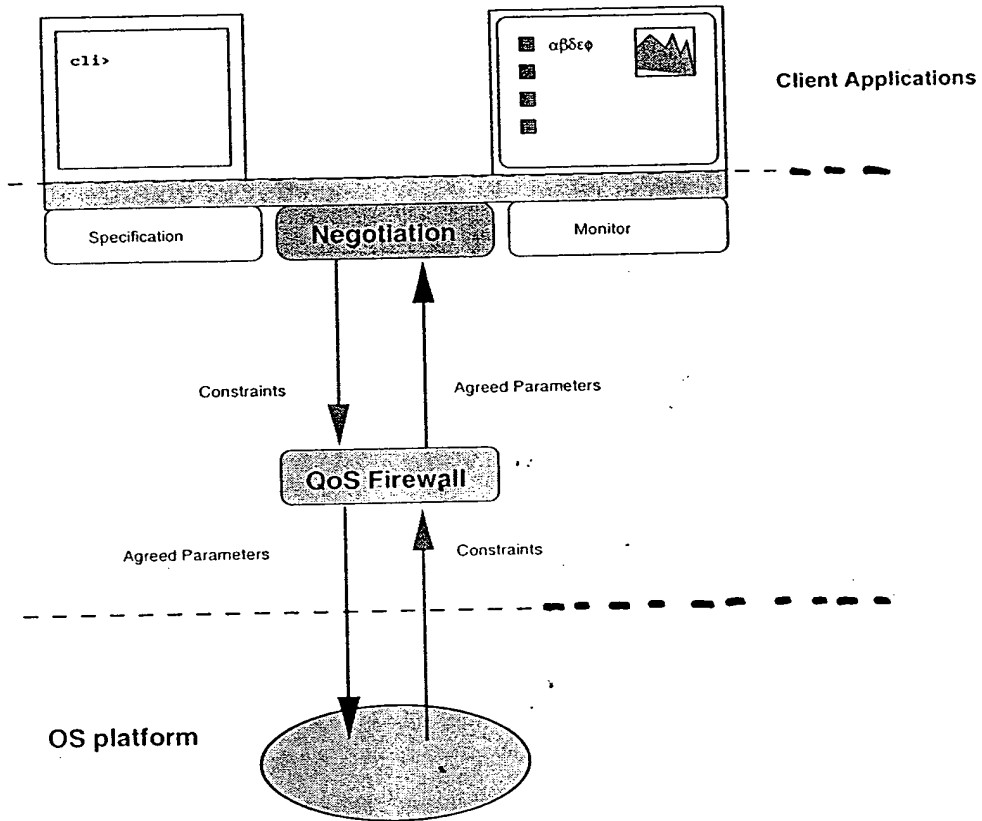 cli>
αβδεφ
Client Applications
Specification
Negotiation
Monitor
Constraints
Agreed Parameters
QoS Firewall
Agreed Parameters
Constraints
OS platform